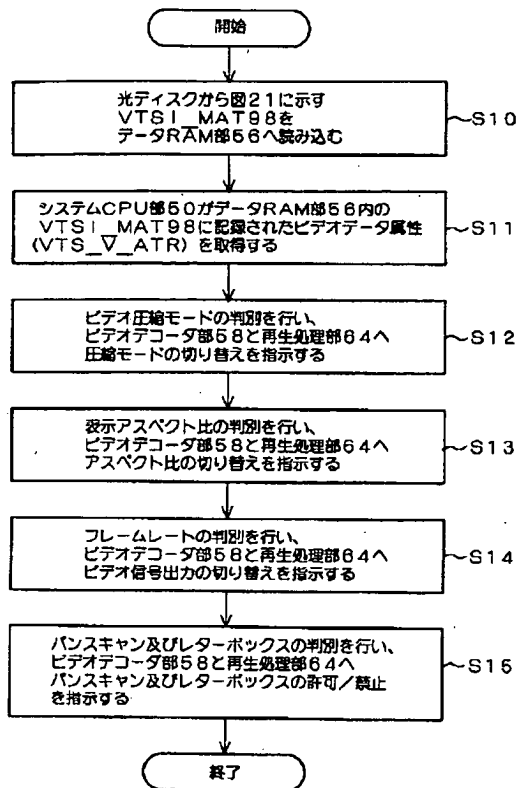 開始
光ディスクから図21に示す
VTSI_MAT98を
データRAM部56へ読み込む
~S10
システムCPU部50がデータRAM部56内の
VTSI_MAT98に記録されたビデオデータ属性
(VTS_V_ATR)を取得する
~S11
ビデオ圧縮モードの判別を行い、
ビデオデコーダ部58と再生処理部64へ
圧縮モードの切り替えを指示する
~S12
表示アスペクト比の判別を行い、
ビデオデコーダ部58と再生処理部64へ
アスペクト比の切り替えを指示する
~S13
フレームレートの判別を行い、
ビデオデコーダ部58と再生処理部64へ
ビデオ信号出力の切り替えを指示する
~S14
パンスキャン及びレターボックスの判別を行い、
ビデオデコーダ部58と再生処理部64へ
パンスキャン及びレターボックスの許可/禁止
を指示する
~S15
終了